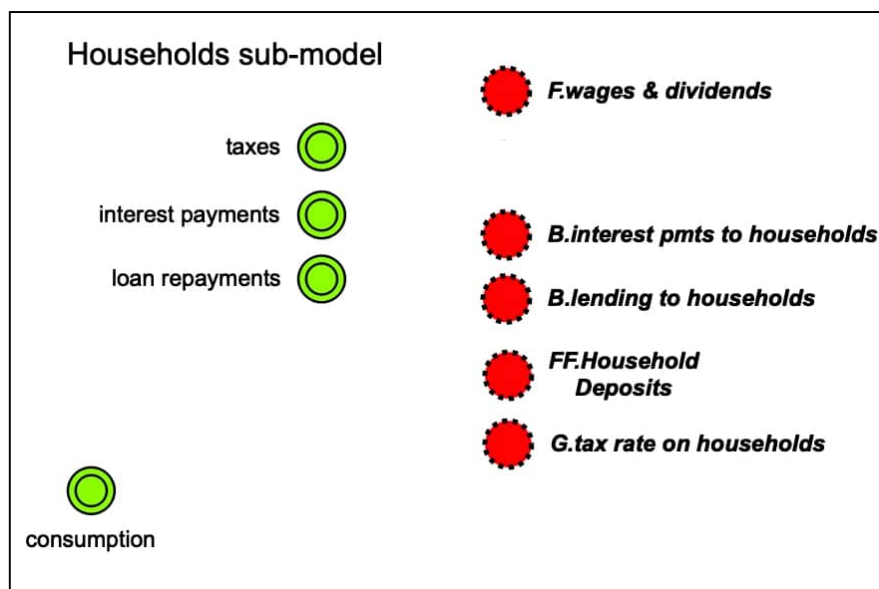 Households sub-model
F.wages & dividends
taxes
interest payments
B.interest pmts to households
loan repayments
B.lending to households
FF.Household
Deposits
G.tax rate on households
consumption